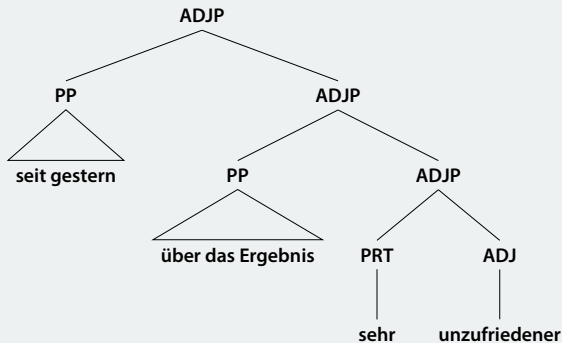 ADJP
PP ADJP
seit gestern
PP ADJP
über das Ergebnis
PRT ADJ
sehr unzufriedener